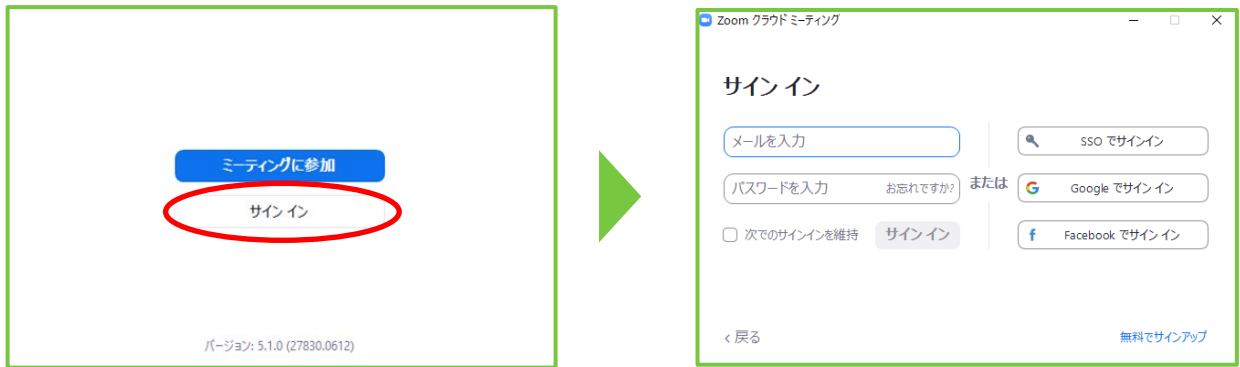 ミーティングに参加
サイン イン
バージョン: 5.1.0 (27830.0612)
Zoom クラウド ミーティング
サイン イン
メールを入力
パスワードを入力 お忘れですか?
次でのサインインを維持 サイン イン
または
SSO でサインイン
Google でサイン イン
Facebook でサイン イン
< 戻る
無料でサインアップ